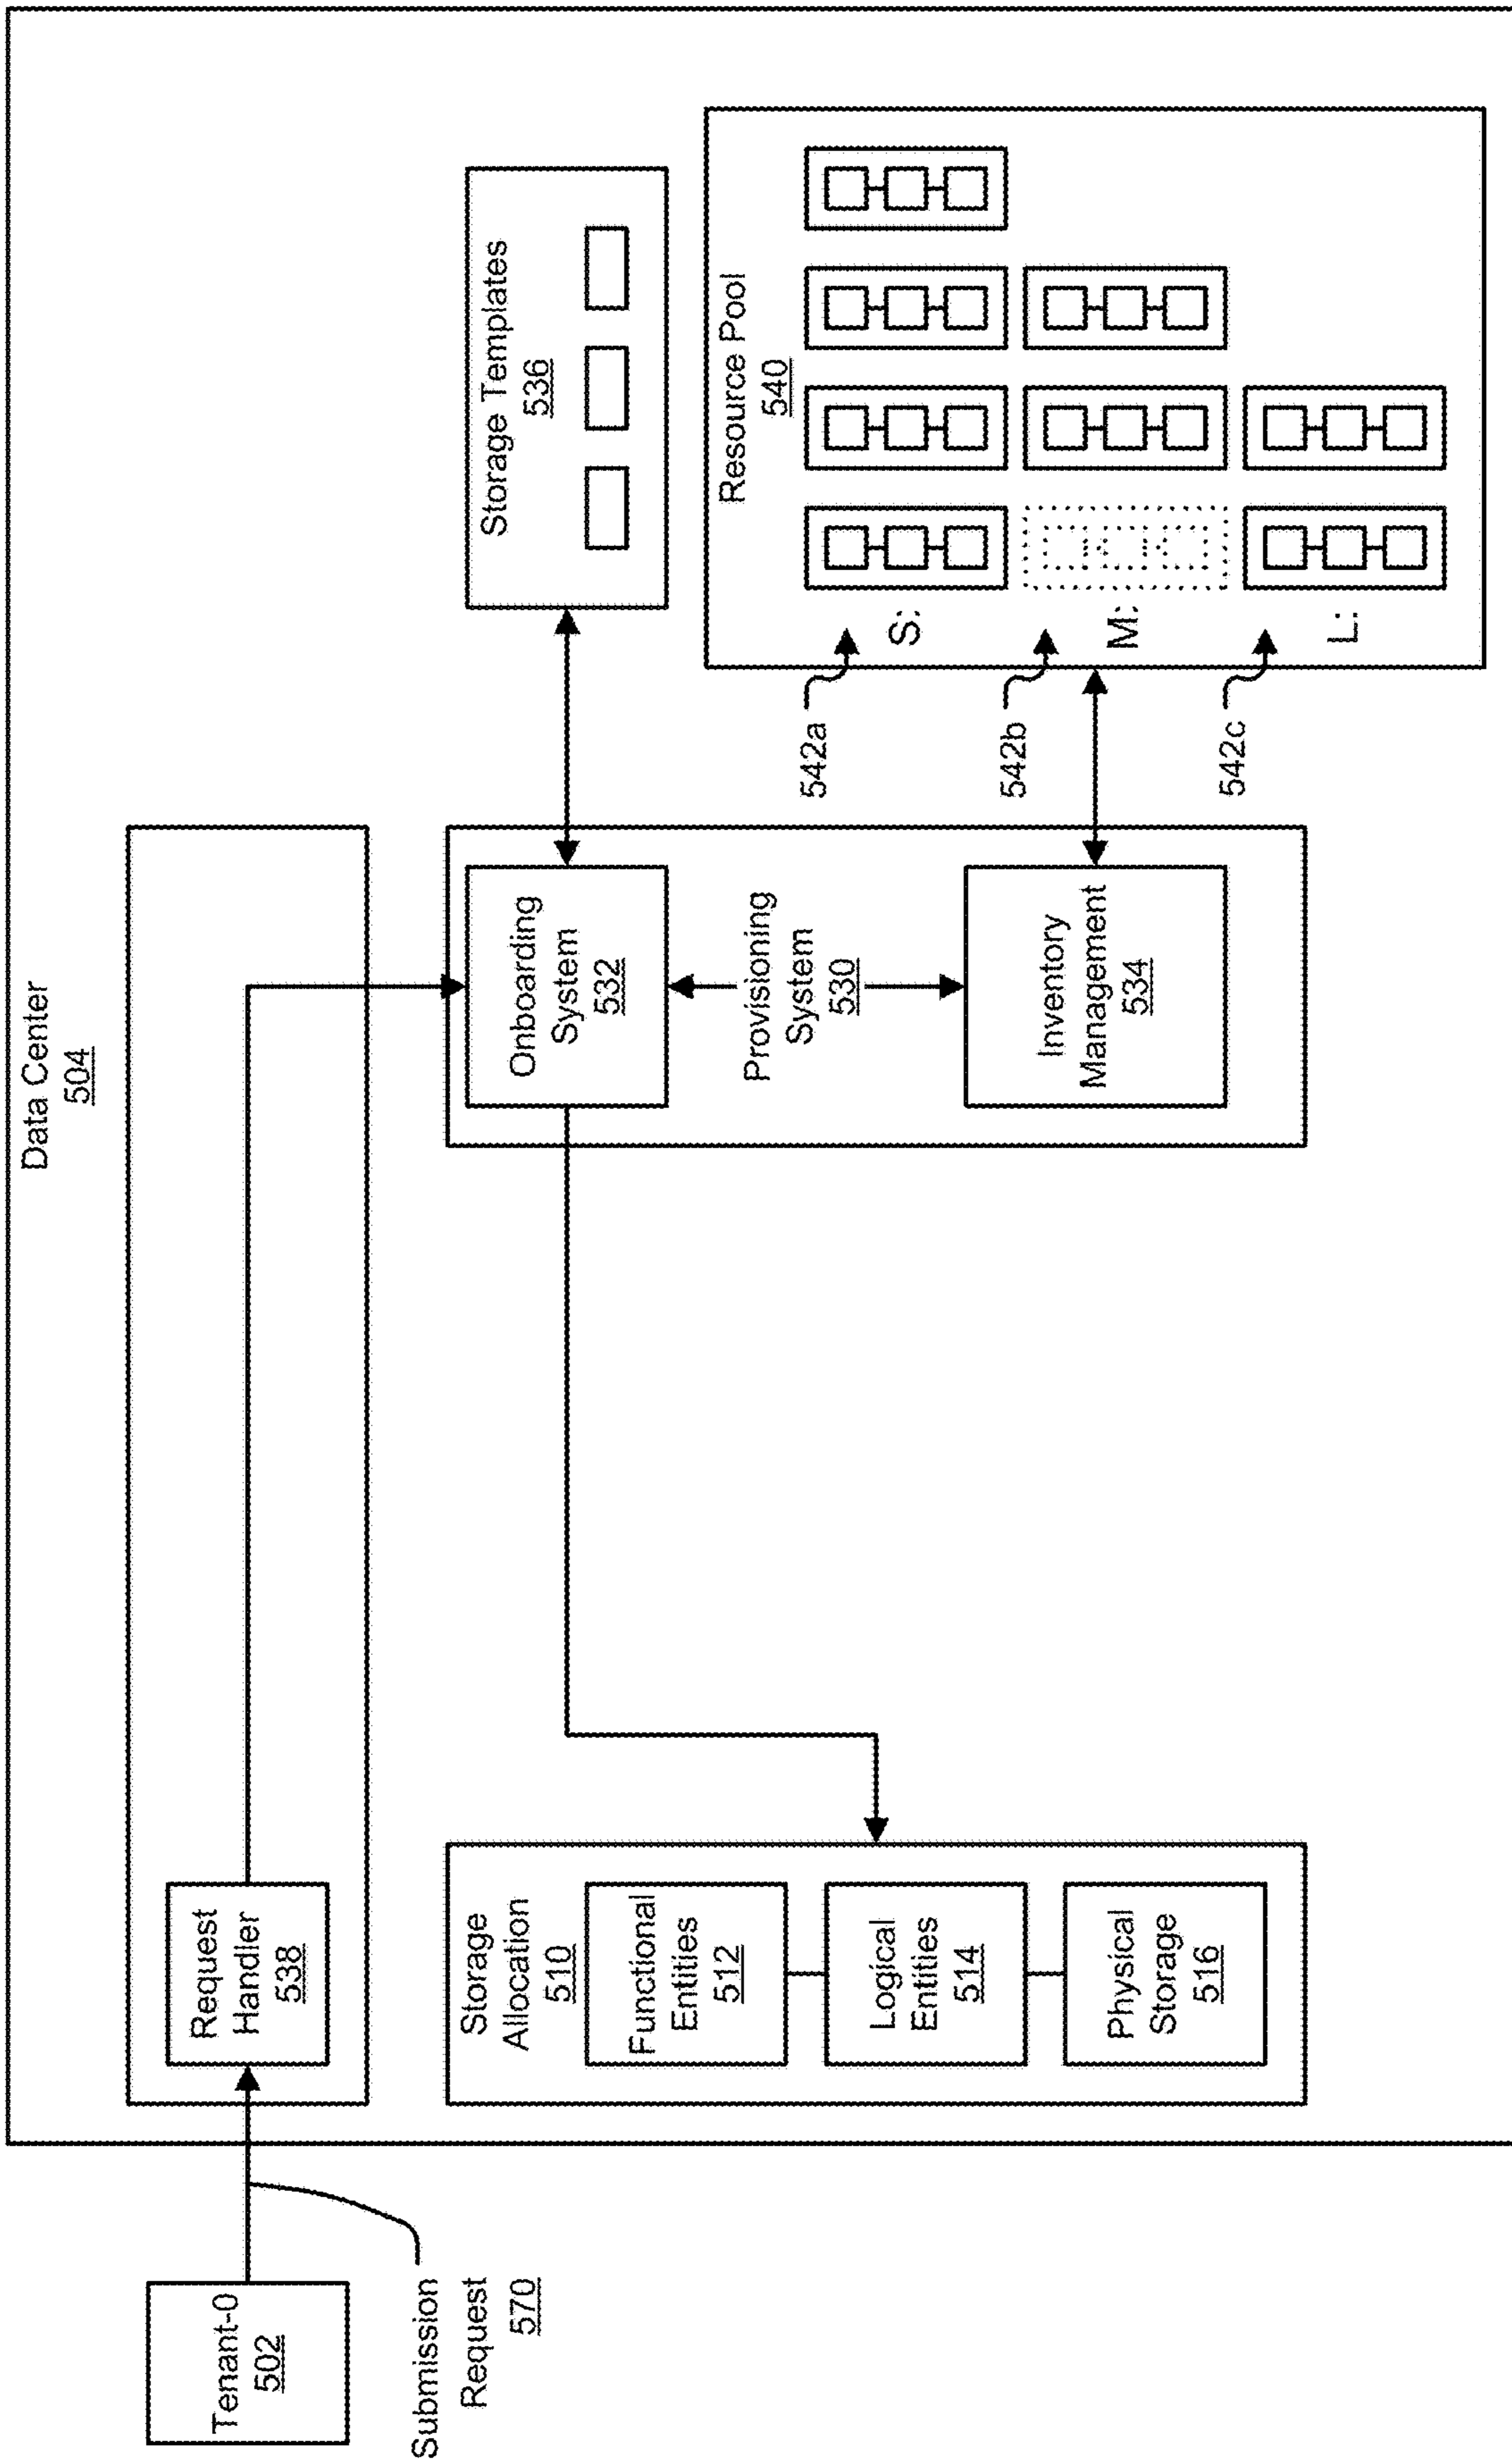 Data Center
504
Tenant-0
502
Submission
Request
570
Request
Handler
538
Storage
Allocation
510
Functional
Entities
512
Logical
Entities
514
Physical
Storage
516
Onboarding
System
532
Provisioning
System
530
Inventory
Management
534
Storage Templates
536
Resource Pool
540
542a
S:
542b
M:
542c
L: